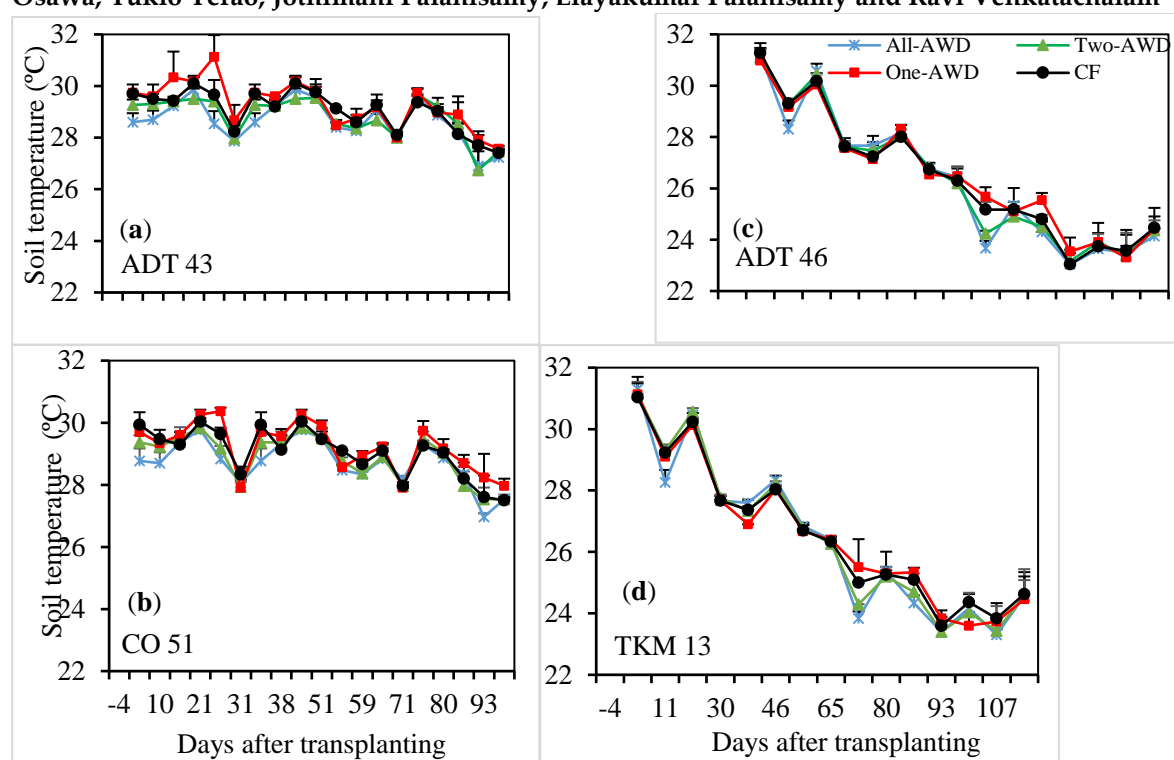 Osawa, Yukio Terao, Jothimani Palanisamy, Elayakumar Palanisamy and Ravi Venkatachalam
32
30
28
26
24
22
Soil temperature (°C)
(a)
ADT 43
32
30
28
26
24
22
All-AWD Two-AWD
One-AWD CF
(c)
ADT 46
32
30
28
26
24
22
Soil temperature (°C)
(b)
CO 51
-4 10 21 31 38 51 59 71 80 93
Days after transplanting
32
30
28
26
24
22
(d)
TKM 13
-4 11 30 46 65 80 93 107
Days after transplanting